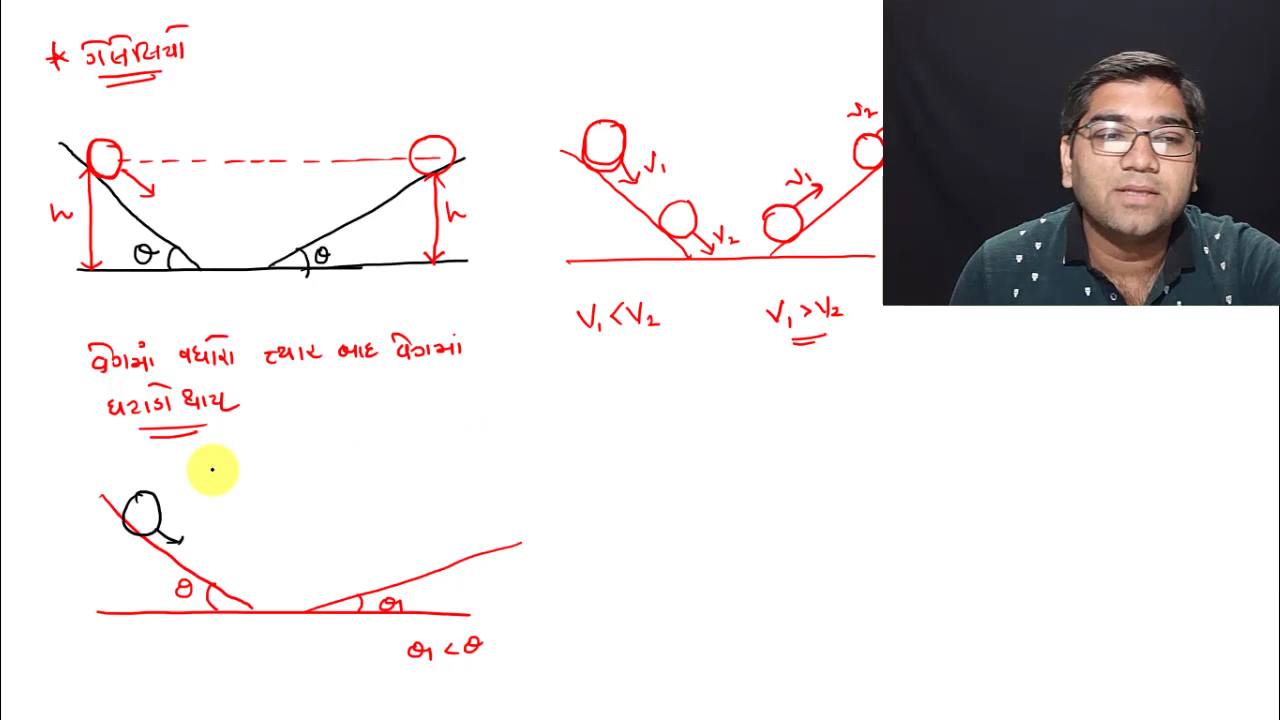 * ગેલેલિયો
h
θ
θ
h
V₁
V₂
V₁
V₂
V₁ < V₂
V₁ > V₂
વેગમાં વધારો ત્યાર બાદ વેગમાં
ઘટાડો થાય
θ
θ₁
θ₁ < θ